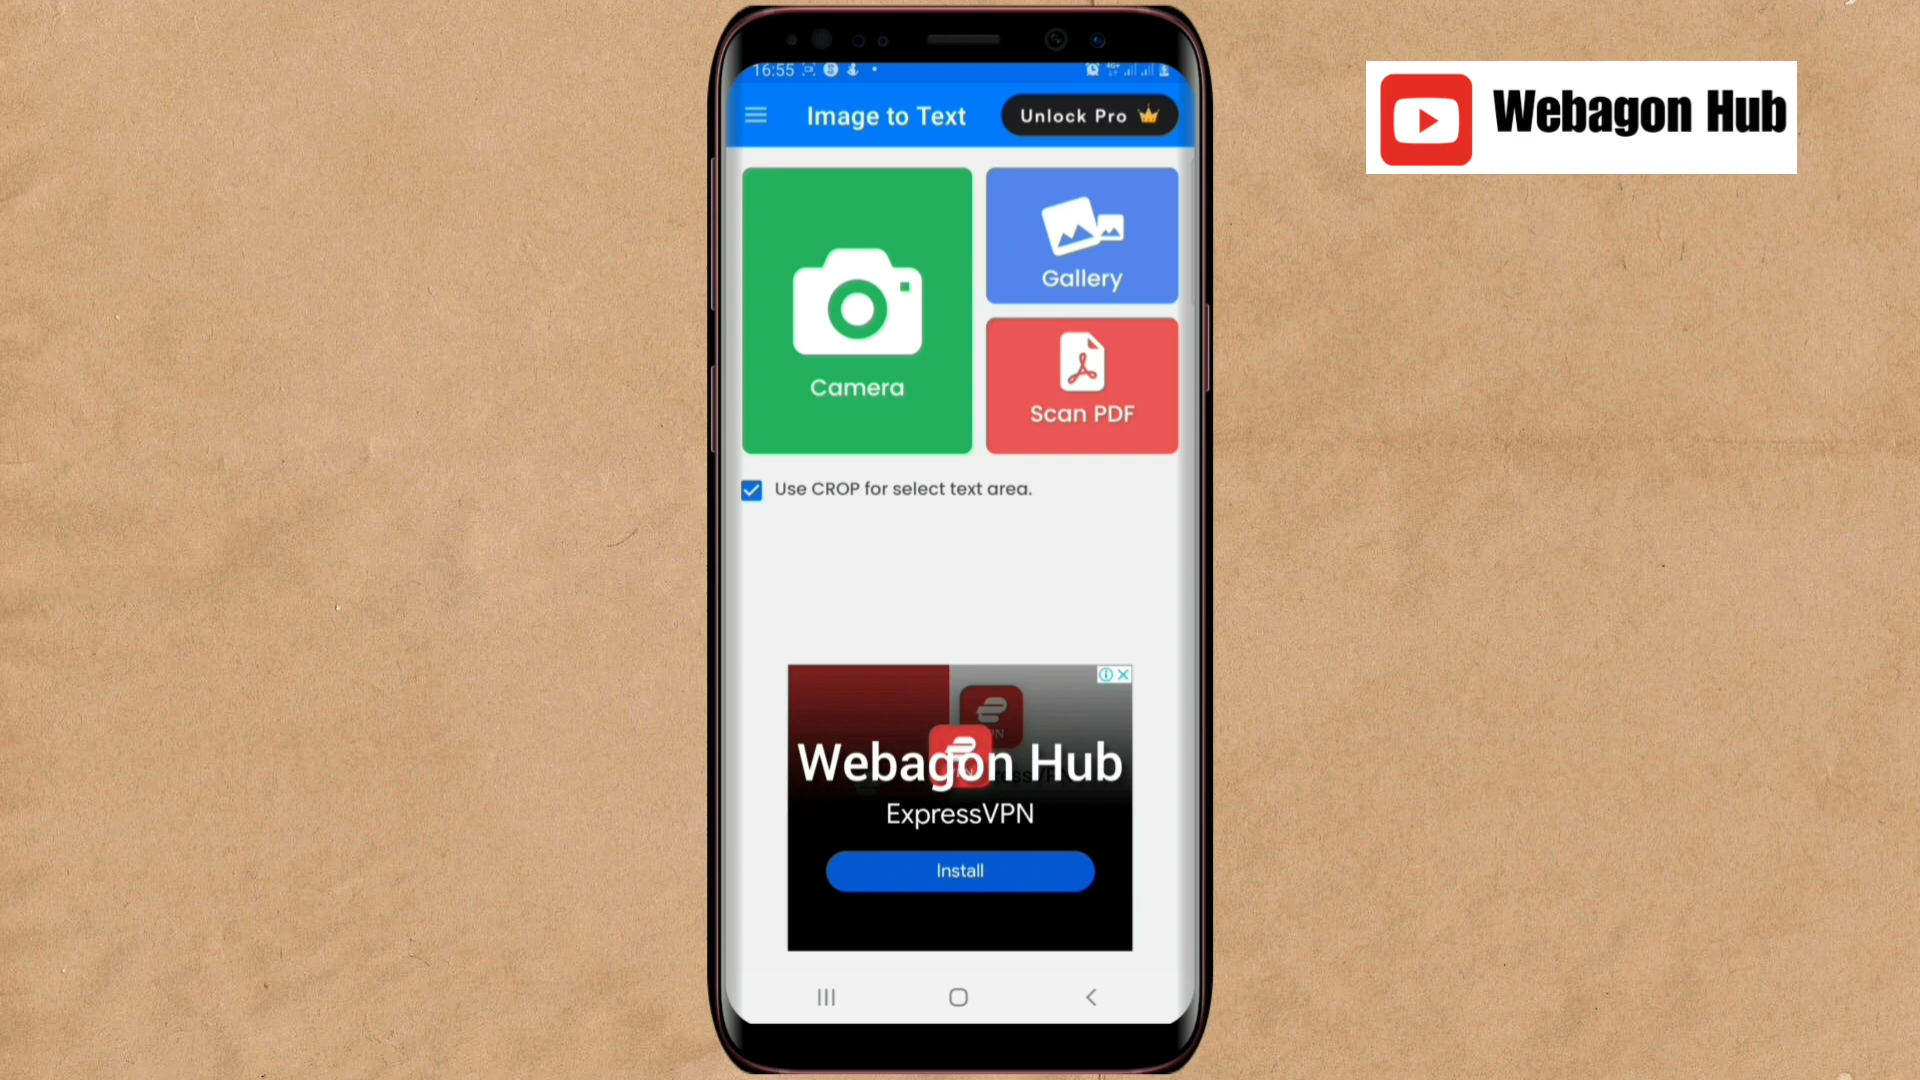 Webagon Hub
16:55
Image to Text
Unlock Pro
Camera
Gallery
Scan PDF
Use CROP for select text area.
Webagon Hub
ExpressVPN
Install